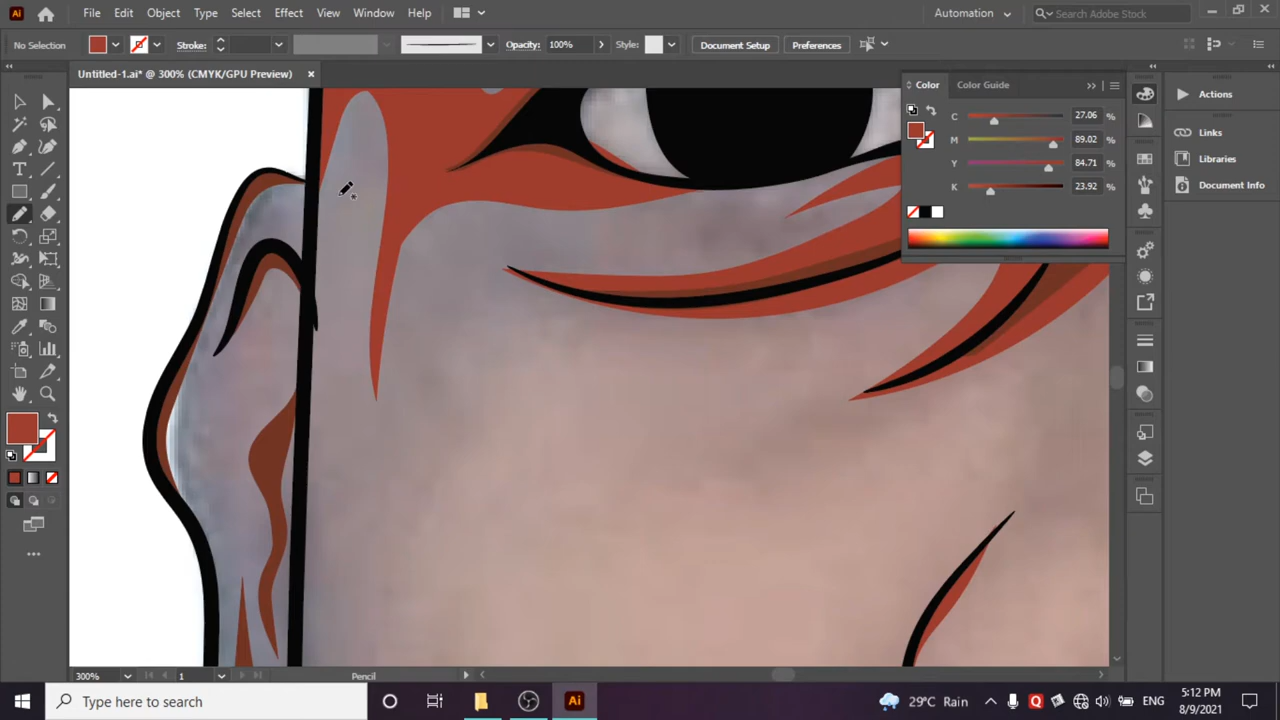 Ai File Edit Object Type Select Effect View Window Help Automation Search Adobe Stock
No Selection Stroke: Opacity: 100% Style: Document Setup Preferences
Untitled-1.ai* @ 300% (CMYK/GPU Preview)
Color Color Guide
C 27.06 %
M 89.02 %
Y 84.71 %
K 23.92 %
Actions
Links
Libraries
Document Info
300% 1 Pencil
Type here to search Ai 29°C Rain Q ENG 5:12 PM
8/9/2021